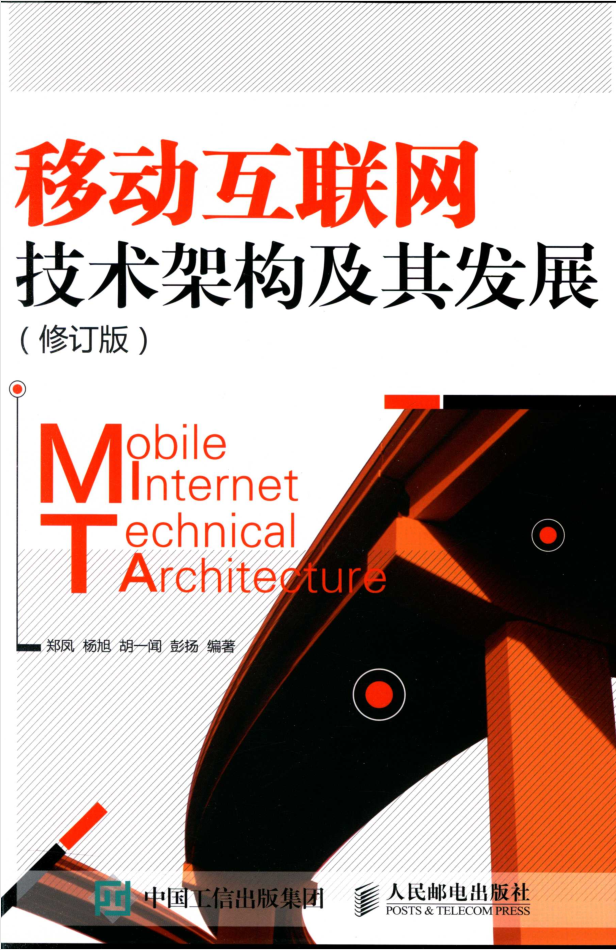 移动互联网
技术架构及其发展
（修订版）
Mobile
Internet
Technical
Architecture
郑凤 杨旭 胡一闻 彭扬 编著
中国工信出版集团
人民邮电出版社
POSTS & TELECOM PRESS